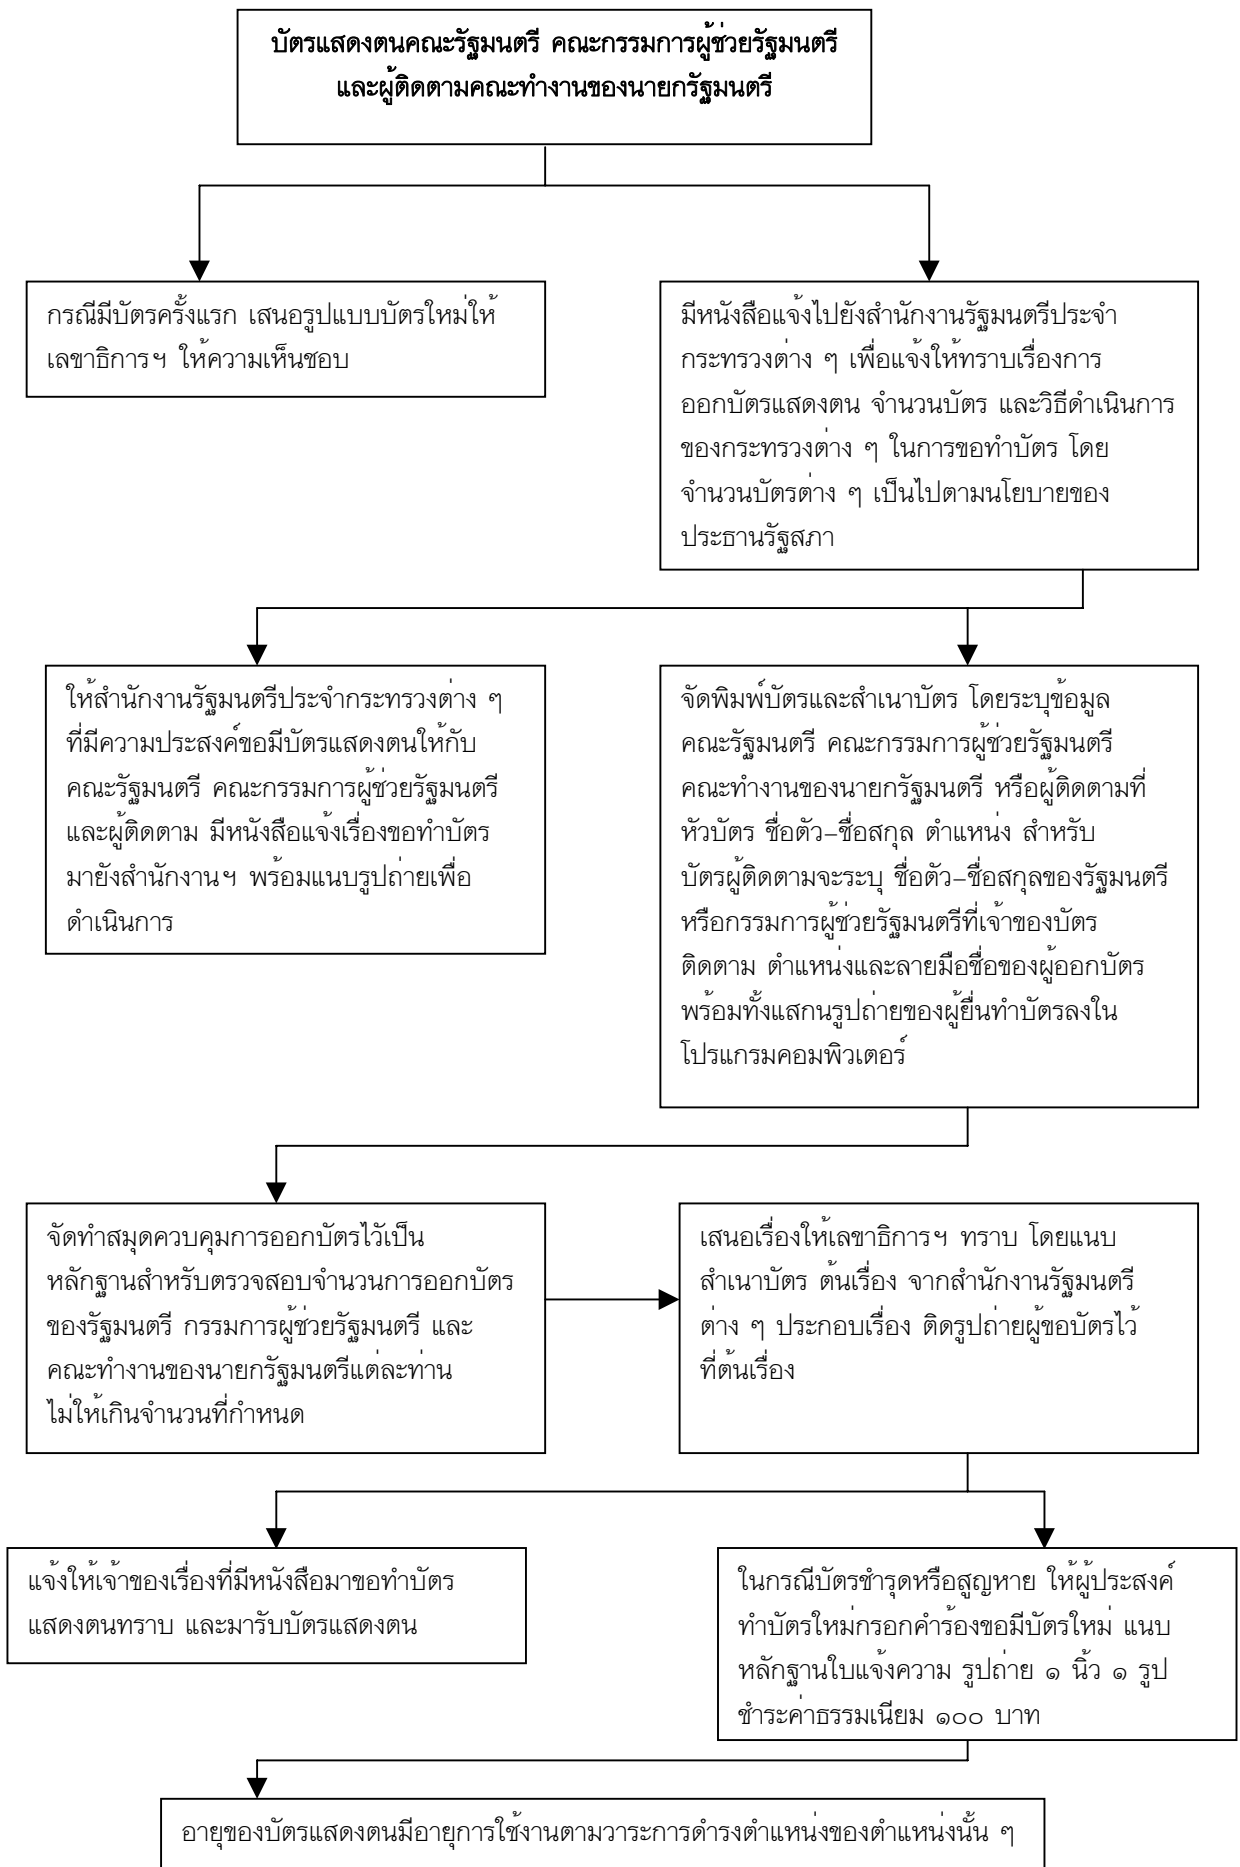 บัตรแสดงตนคณะรัฐมนตรี คณะกรรมการผู้ช่วยรัฐมนตรี
และผู้ติดตามคณะทำงานของนายกรัฐมนตรี
กรณีมีบัตรครั้งแรก เสนอรูปแบบบัตรใหม่ให้
เลขาธิการฯ ให้ความเห็นชอบ
มีหนังสือแจ้งไปยังสำนักงานรัฐมนตรีประจำ
กระทรวงต่าง ๆ เพื่อแจ้งให้ทราบเรื่องการ
ออกบัตรแสดงตน จำนวนบัตร และวิธีดำเนินการ
ของกระทรวงต่าง ๆ ในการขอทำบัตร โดย
จำนวนบัตรต่าง ๆ เป็นไปตามนโยบายของ
ประธานรัฐสภา
ให้สำนักงานรัฐมนตรีประจำกระทรวงต่าง ๆ
ที่มีความประสงค์ขอมีบัตรแสดงตนให้กับ
คณะรัฐมนตรี คณะกรรมการผู้ช่วยรัฐมนตรี
และผู้ติดตาม มีหนังสือแจ้งเรื่องขอทำบัตร
มายังสำนักงานฯ พร้อมแนบรูปถ่ายเพื่อ
ดำเนินการ
จัดพิมพ์บัตรและสำเนาบัตร โดยระบุข้อมูล
คณะรัฐมนตรี คณะกรรมการผู้ช่วยรัฐมนตรี
คณะทำงานของนายกรัฐมนตรี หรือผู้ติดตามที่
หัวบัตร ชื่อตัว-ชื่อสกุล ตำแหน่ง สำหรับ
บัตรผู้ติดตามจะระบุ ชื่อตัว-ชื่อสกุลของรัฐมนตรี
หรือกรรมการผู้ช่วยรัฐมนตรีที่เจ้าของบัตร
ติดตาม ตำแหน่งและลายมือชื่อของผู้ออกบัตร
พร้อมทั้งแสกนรูปถ่ายของผู้ยื่นทำบัตรลงใน
โปรแกรมคอมพิวเตอร์
จัดทำสมุดควบคุมการออกบัตรไว้เป็น
หลักฐานสำหรับตรวจสอบจำนวนการออกบัตร
ของรัฐมนตรี กรรมการผู้ช่วยรัฐมนตรี และ
คณะทำงานของนายกรัฐมนตรีแต่ละท่าน
ไม่ให้เกินจำนวนที่กำหนด
เสนอเรื่องให้เลขาธิการฯ ทราบ โดยแนบ
สำเนาบัตร ต้นเรื่อง จากสำนักงานรัฐมนตรี
ต่าง ๆ ประกอบเรื่อง ติดรูปถ่ายผู้ขอบัตรไว้
ที่ต้นเรื่อง
แจ้งให้เจ้าของเรื่องที่มีหนังสือมาขอทำบัตร
แสดงตนทราบ และมารับบัตรแสดงตน
ในกรณีบัตรชำรุดหรือสูญหาย ให้ผู้ประสงค์
ทำบัตรใหม่กรอกคำร้องขอมีบัตรใหม่ แนบ
หลักฐานใบแจ้งความ รูปถ่าย ๑ นิ้ว ๑ รูป
ชำระค่าธรรมเนียม ๑๐๐ บาท
อายุของบัตรแสดงตนมีอายุการใช้งานตามวาระการดำรงตำแหน่งของตำแหน่งนั้น ๆ